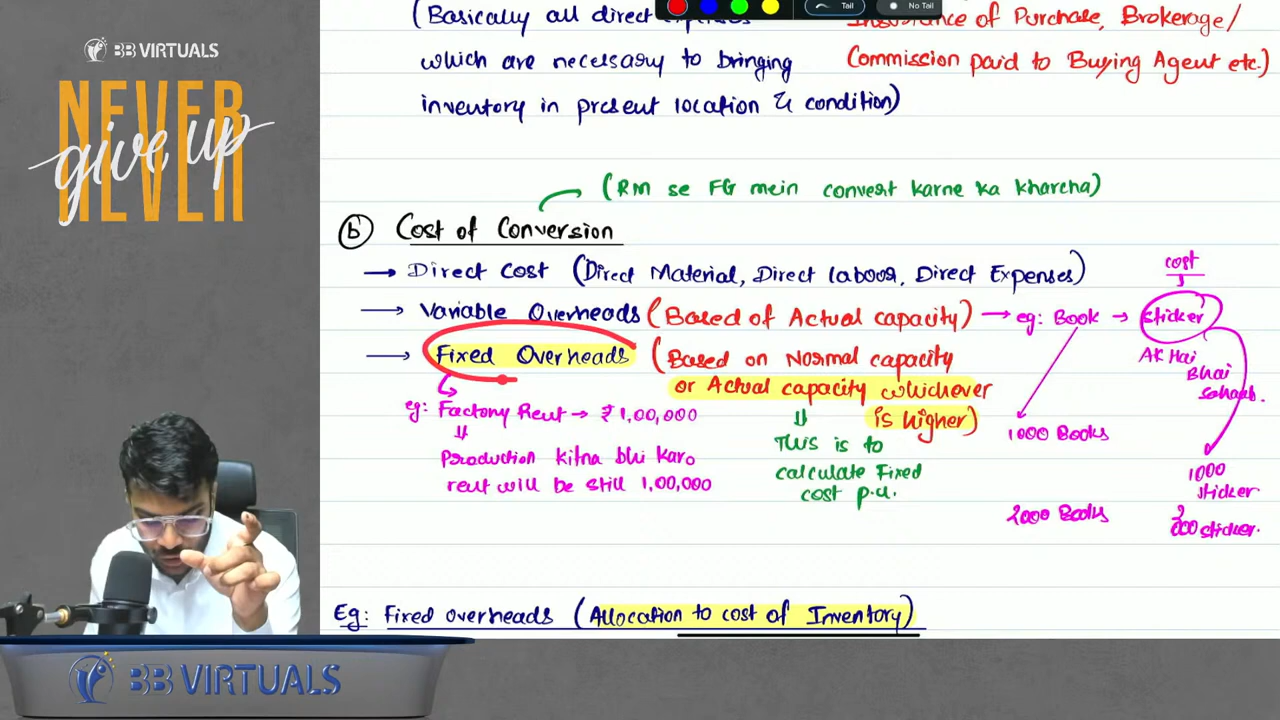 BB VIRTUALS
NEVER
give up
NEVER
Tail
No Tail
(Basically all direct expenses
which are necessary to bringing
inventory in present location & condition)
Insurance of Purchase, Brokerage/
Commission paid to Buying Agent etc.)
(RM se FG mein convert karne ka kharcha)
(b) Cost of Conversion
→ Direct Cost (Direct Material, Direct labour, Direct Expenses)
→ Variable Overheads (Based of Actual capacity) → eg: Book → sticker
cost
AK Hai
Bhai
Sahaab.
→ Fixed Overheads (Based on Normal capacity
or Actual capacity whichever
is higher)
eg: Factory Rent → ₹1,00,000
Production kitna bhi karo
rent will be still 1,00,000
This is to
calculate Fixed
cost p.u.
1000 Books
1000
sticker
2000 Books
sticker.
Eg: Fixed overheads (Allocation to cost of Inventory)
BB VIRTUALS